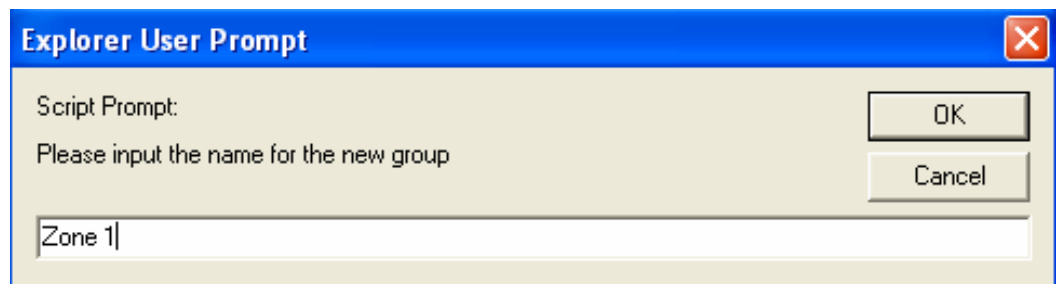 Explorer User Prompt
Script Prompt:
OK
Please input the name for the new group
Cancel
Zone 1